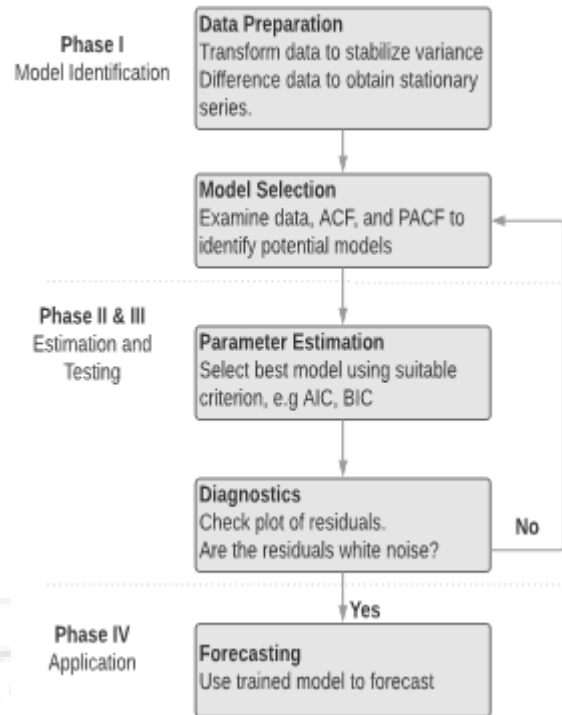 Phase I
Model Identification
Data Preparation
Transform data to stabilize variance
Difference data to obtain stationary
series.
Model Selection
Examine data, ACF, and PACF to
identify potential models
Phase II & III
Estimation and
Testing
Parameter Estimation
Select best model using suitable
criterion, e.g AIC, BIC
Diagnostics
Check plot of residuals.
Are the residuals white noise?
No
Yes
Phase IV
Application
Forecasting
Use trained model to forecast